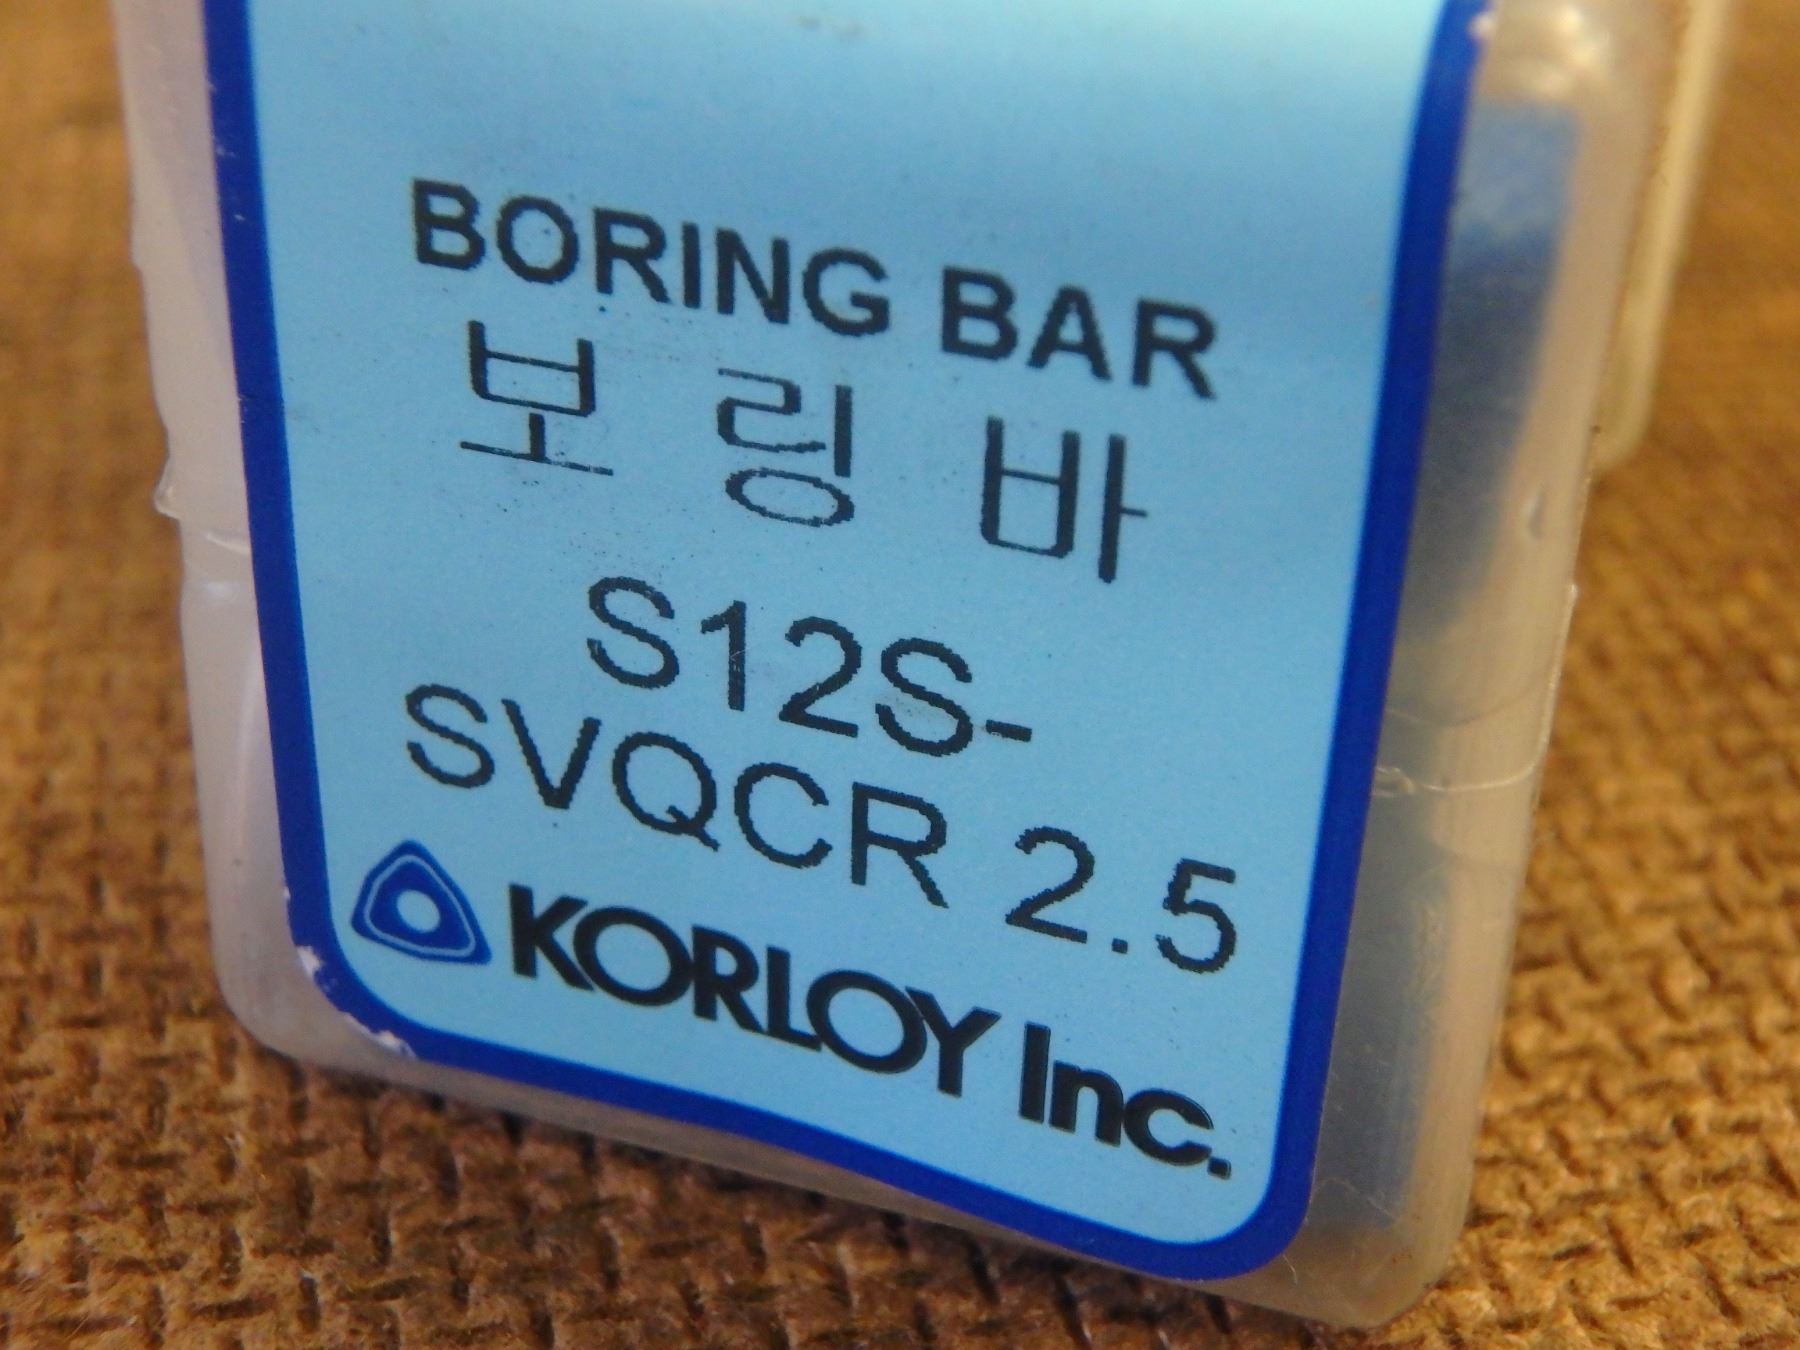 BORING BAR
보 링 바
S12S-
SVQCR 2.5
KORLOY Inc.